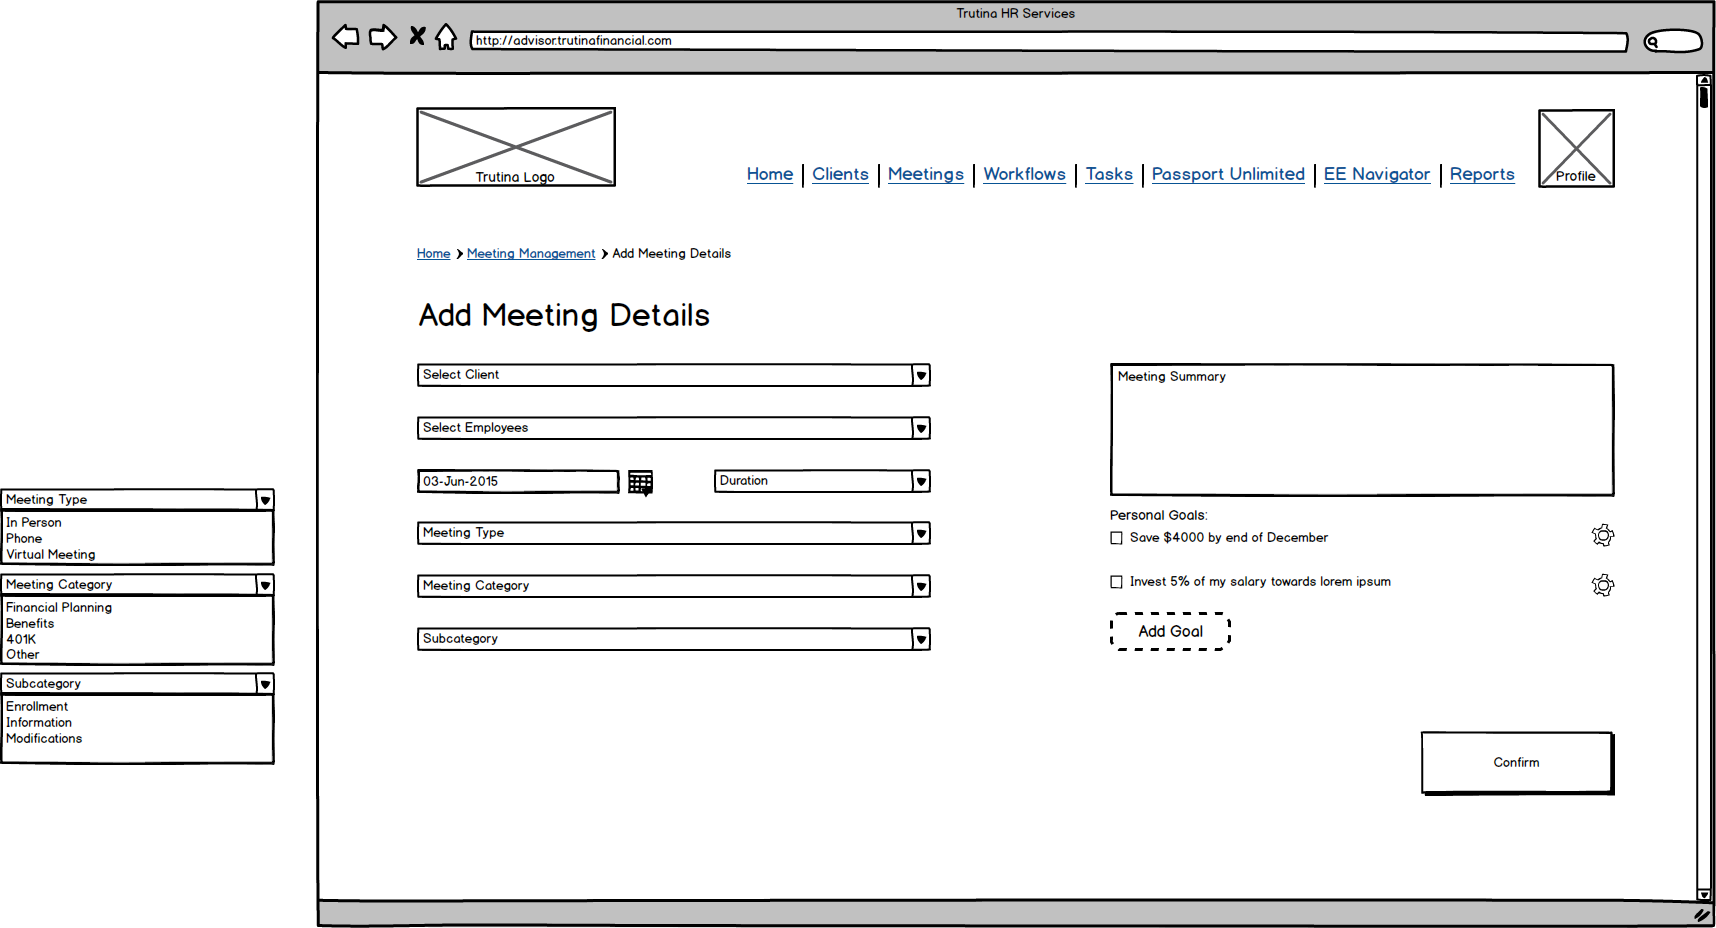 Trutina HR Services
http://advisor.trutinafinancial.com
Trutina Logo
Home Clients Meetings Workflows Tasks Passport Unlimited EE Navigator Reports
Profile
Home Meeting Management Add Meeting Details
Add Meeting Details
Select Client
Select Employees
03-Jun-2015
Duration
Meeting Type
Meeting Category
Subcategory
Meeting Summary
Personal Goals:
Save $4000 by end of December
Invest 5% of my salary towards lorem ipsum
Add Goal
Confirm
Meeting Type
In Person
Phone
Virtual Meeting
Meeting Category
Financial Planning
Benefits
401K
Other
Subcategory
Enrollment
Information
Modifications